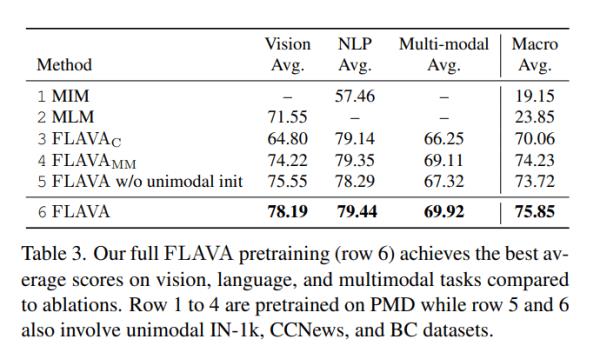 Vision NLP Multi-modal Macro
Method Avg. Avg. Avg. Avg.
1 MIM – 57.46 – 19.15
2 MLM 71.55 – – 23.85
3 FLAVAC 64.80 79.14 66.25 70.06
4 FLAVAMM 74.22 79.35 69.11 74.23
5 FLAVA w/o unimodal init 75.55 78.29 67.32 73.72
6 FLAVA 78.19 79.44 69.92 75.85
Table 3. Our full FLAVA pretraining (row 6) achieves the best av-
erage scores on vision, language, and multimodal tasks compared
to ablations. Row 1 to 4 are pretrained on PMD while row 5 and 6
also involve unimodal IN-1k, CCNews, and BC datasets.